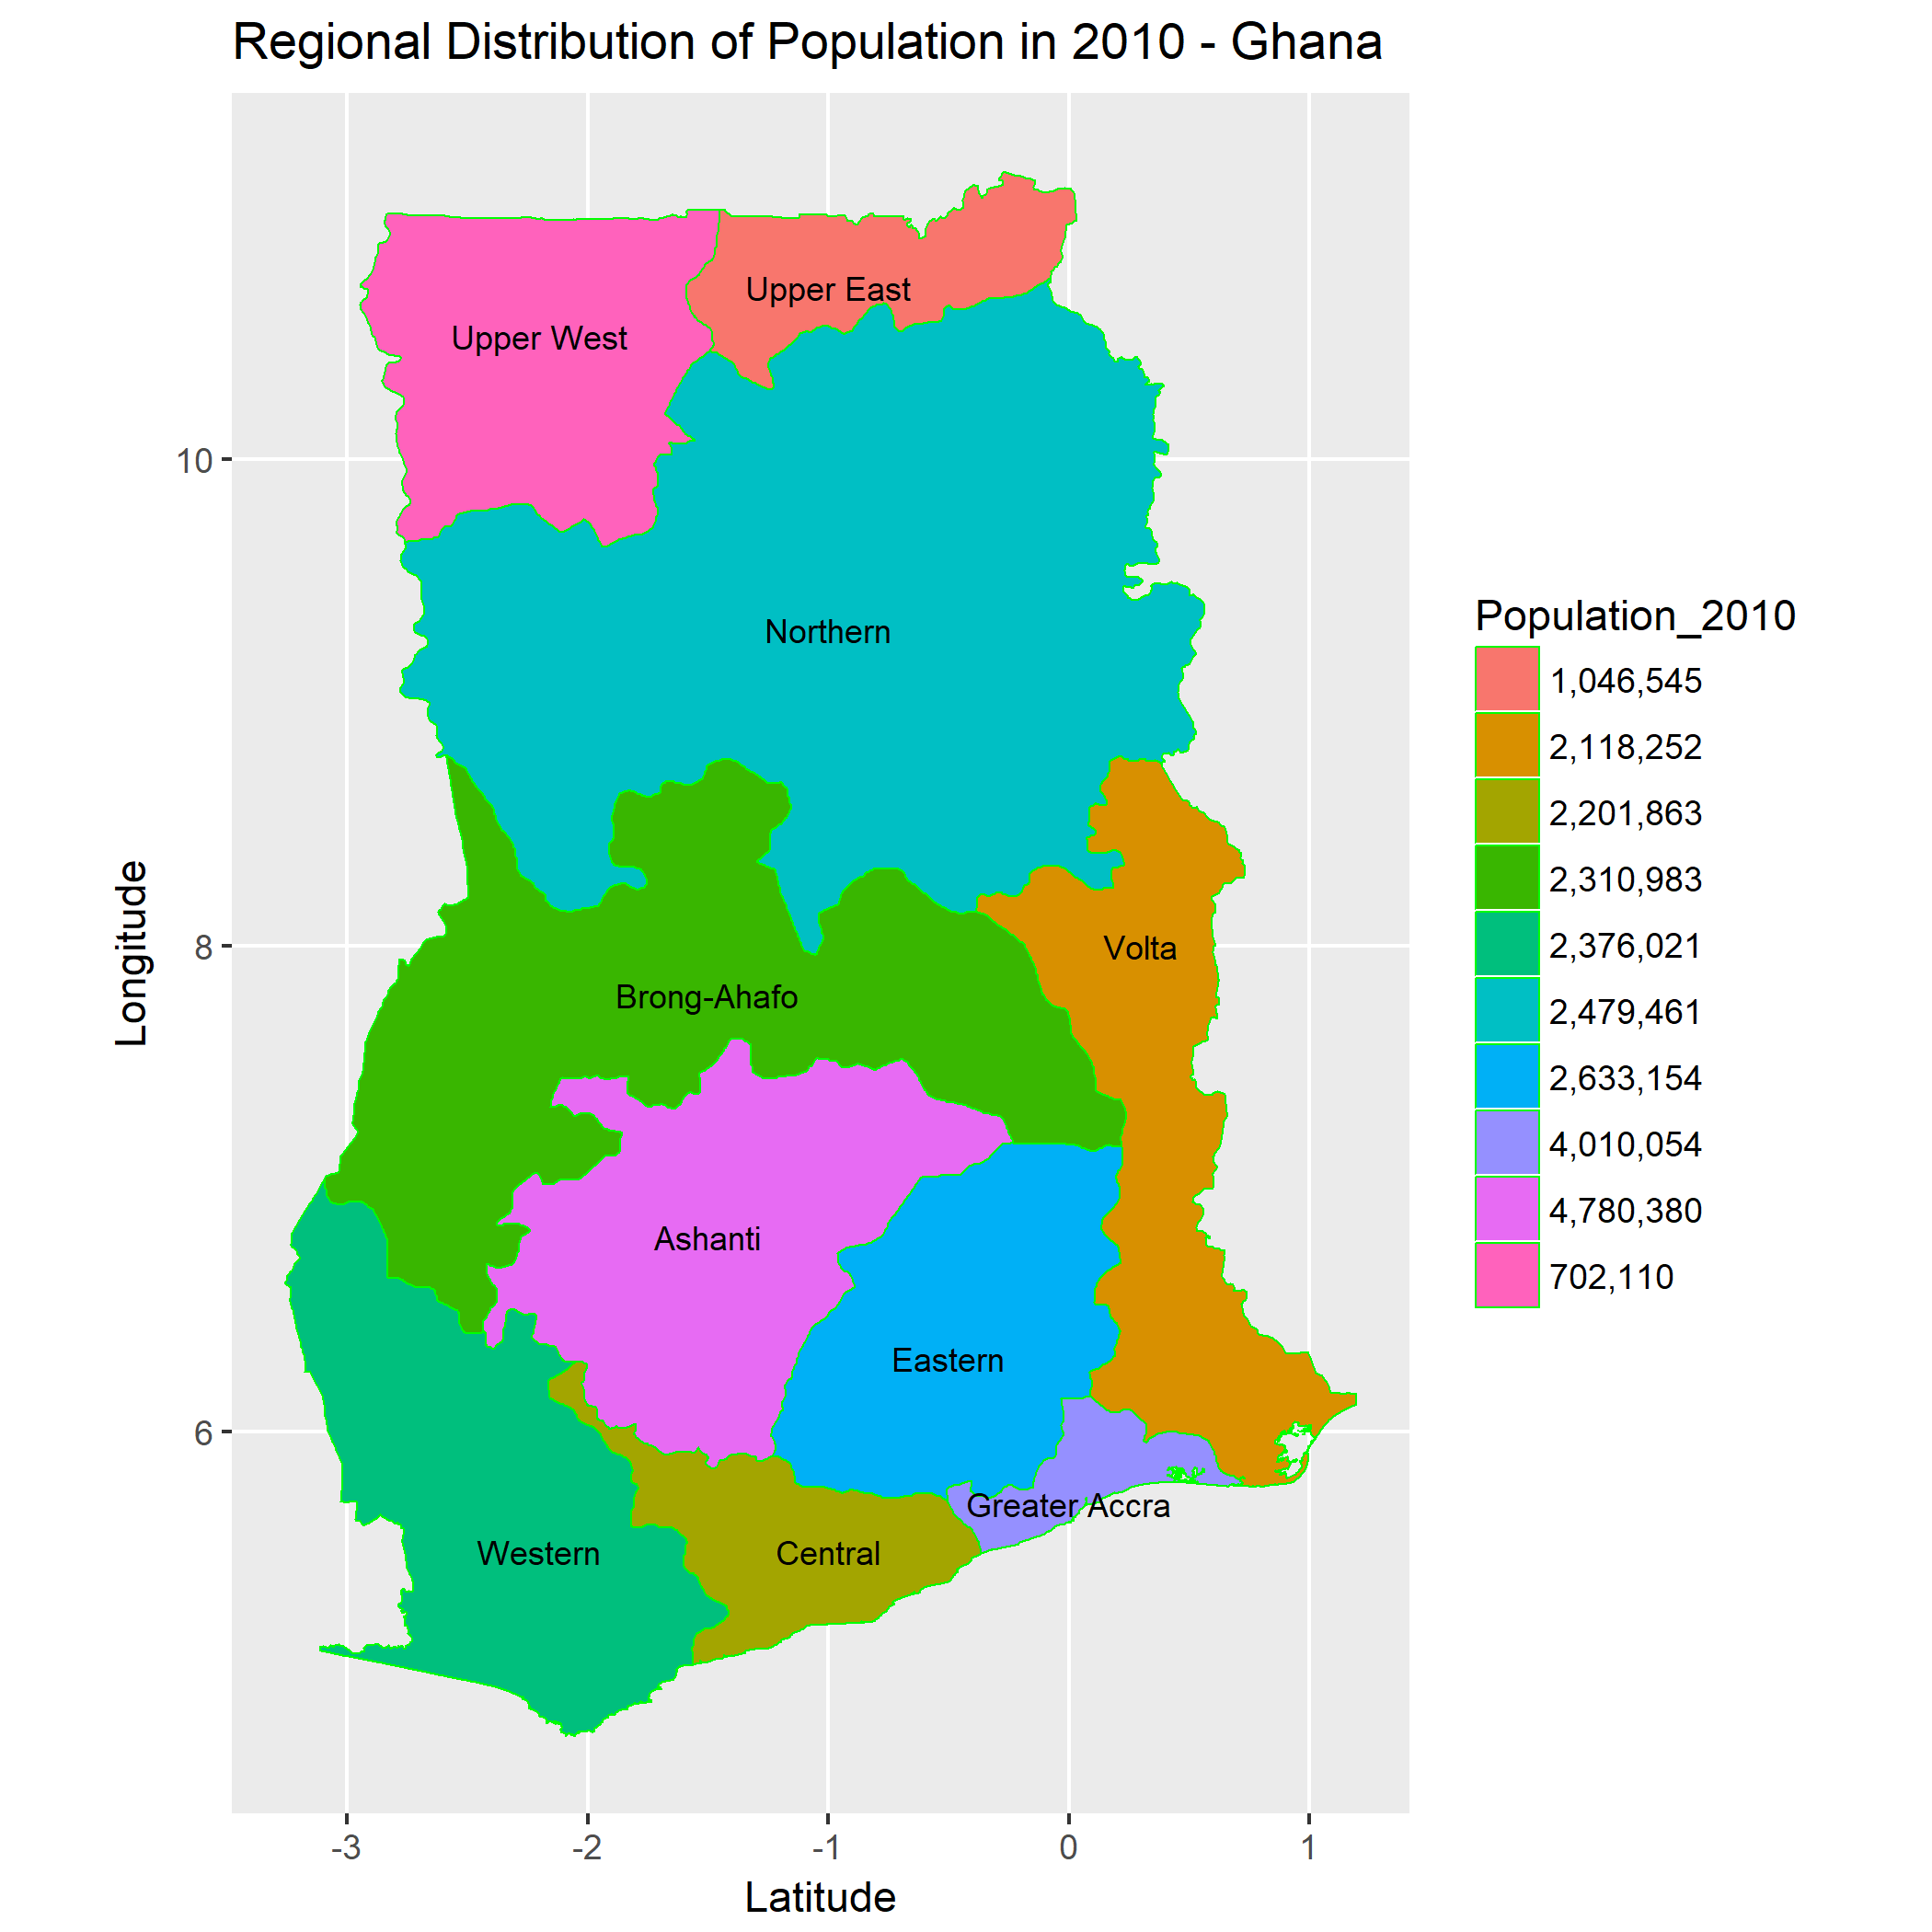 Regional Distribution of Population in 2010 - Ghana
Upper East
Upper West
10
Northern
8
Volta
Brong-Ahafo
Longitude
Ashanti
Eastern
6
Greater Accra
Western
Central
-3
-2
-1
0
1
Latitude
Population_2010
1,046,545
2,118,252
2,201,863
2,310,983
2,376,021
2,479,461
2,633,154
4,010,054
4,780,380
702,110